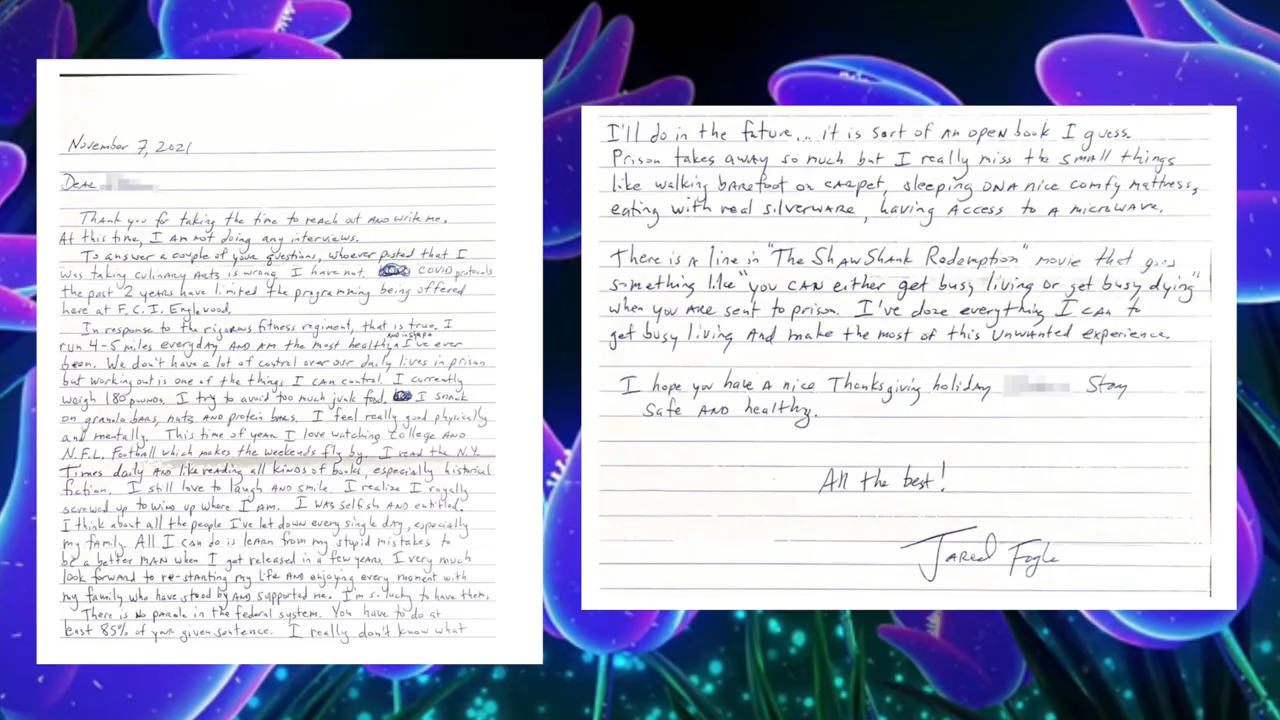 November 7, 2021
Dear
Thank you for taking the time to reach out and write me.
At this time, I am not doing any interviews.
To answer a couple of your questions, whoever posted that I
was taking culinary arts is wrong. I have not. COVID protocols
the past 2 years have limited the programming being offered
here at F.C.I. Englewood.
In response to the rigorous fitness regiment, that is true. I
run 4-5 miles everyday and am the most healthy and in-shape I've ever
been. We don't have a lot of control over our daily lives in prison
but working out is one of the things I can control. I currently
weigh 180 pounds. I try to avoid too much junk food. I snack
on granola bars, nuts and protein bars. I feel really good physically
and mentally. This time of year I love watching College and
N.F.L. Football which makes the weekends fly by. I read the N.Y.
Times daily and like reading all kinds of books, especially historical
fiction. I still love to laugh and smile. I realize I royally
screwed up to wind up where I am. I was selfish and entitled.
I think about all the people I've let down every single day, especially
my family. All I can do is learn from my stupid mistakes to
be a better man when I get released in a few years. I very much
look forward to re-starting my life and enjoying every moment with
my family who have stood by and supported me. I'm so lucky to have them.
There is no parole in the federal system. You have to do at
least 85% of your given sentence. I really don't know what
I'll do in the future... it is sort of an open book I guess.
Prison takes away so much but I really miss the small things
like walking barefoot on carpet, sleeping on a nice comfy mattress,
eating with real silverware, having access to a microwave.
There is a line in "The Shawshank Redemption" movie that goes
something like "you can either get busy living or get busy dying"
when you are sent to prison. I've done everything I can to
get busy living and make the most of this unwanted experience.
I hope you have a nice Thanksgiving holiday Stay
safe and healthy.
All the best!
Jared Fogle